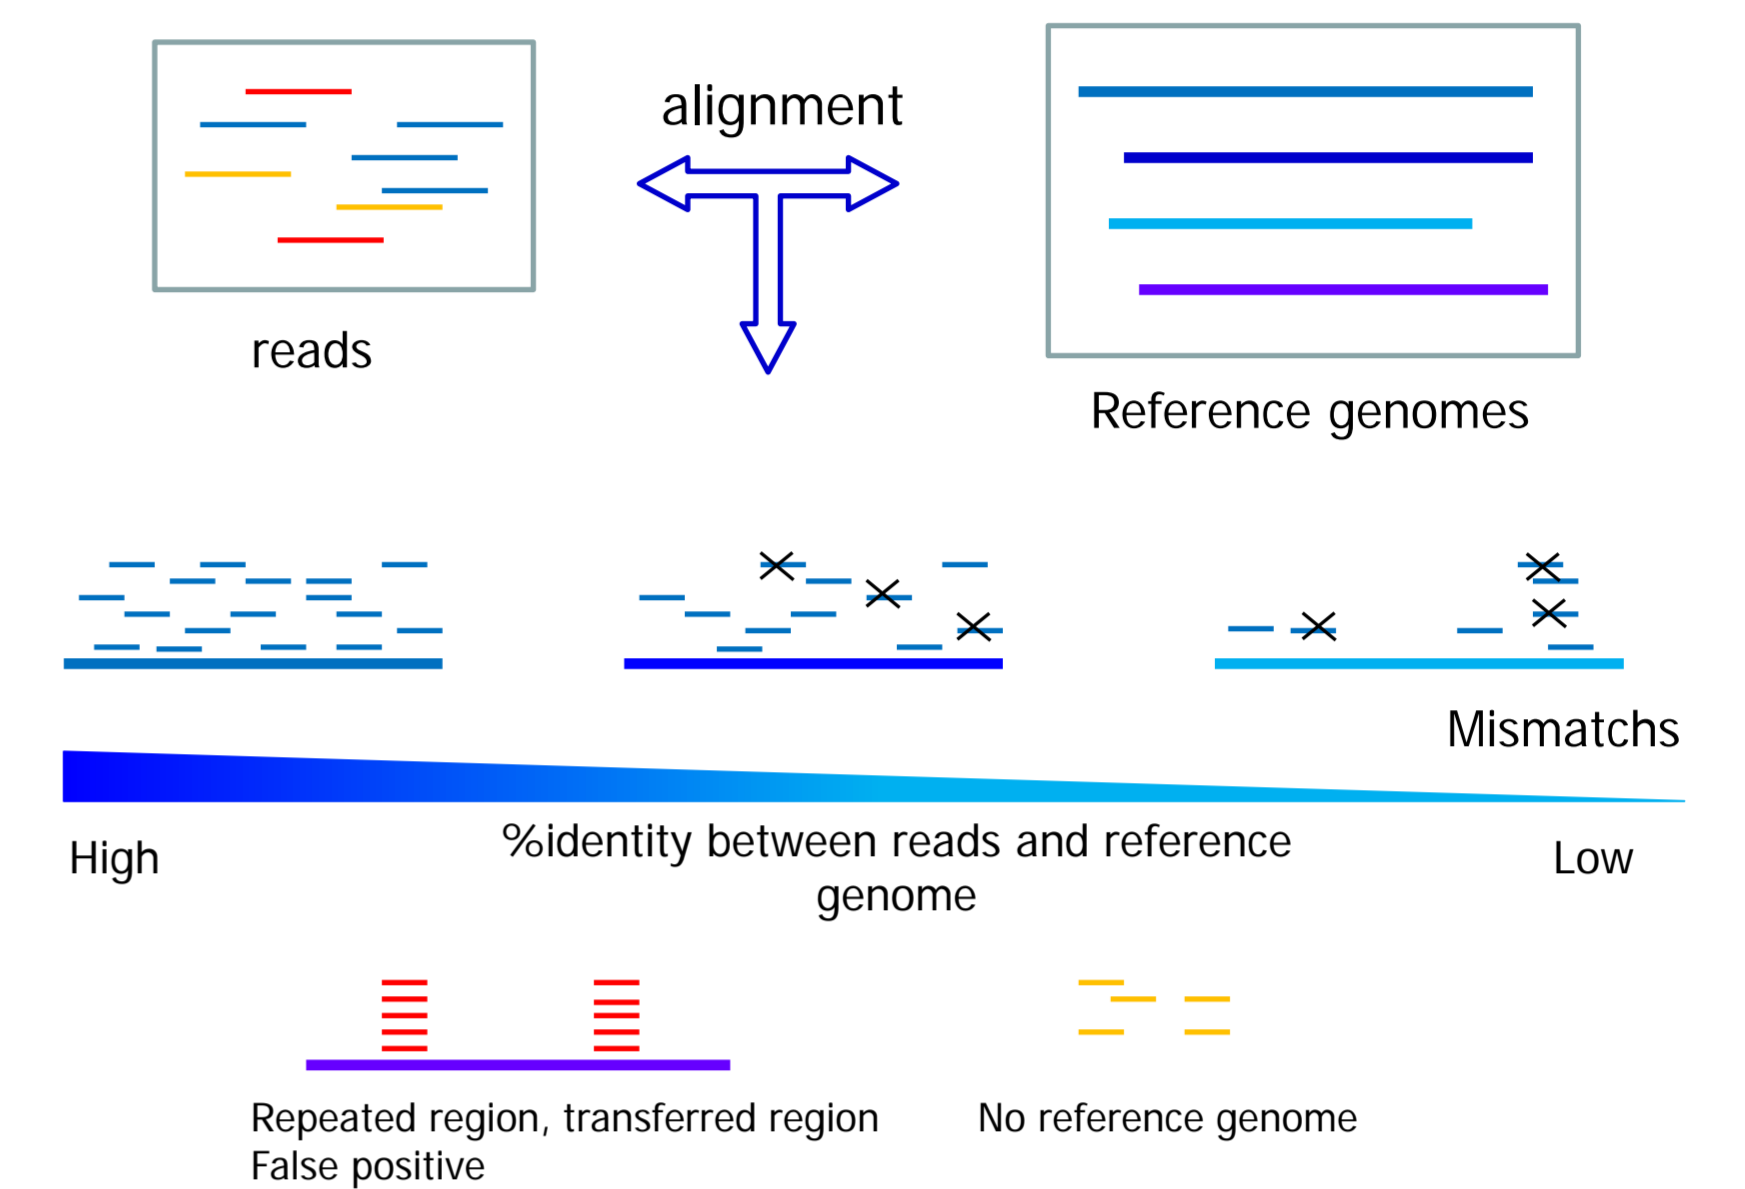 alignment
reads
Reference genomes
Mismatchs
High
%identity between reads and reference
genome
Low
Repeated region, transferred region
False positive
No reference genome